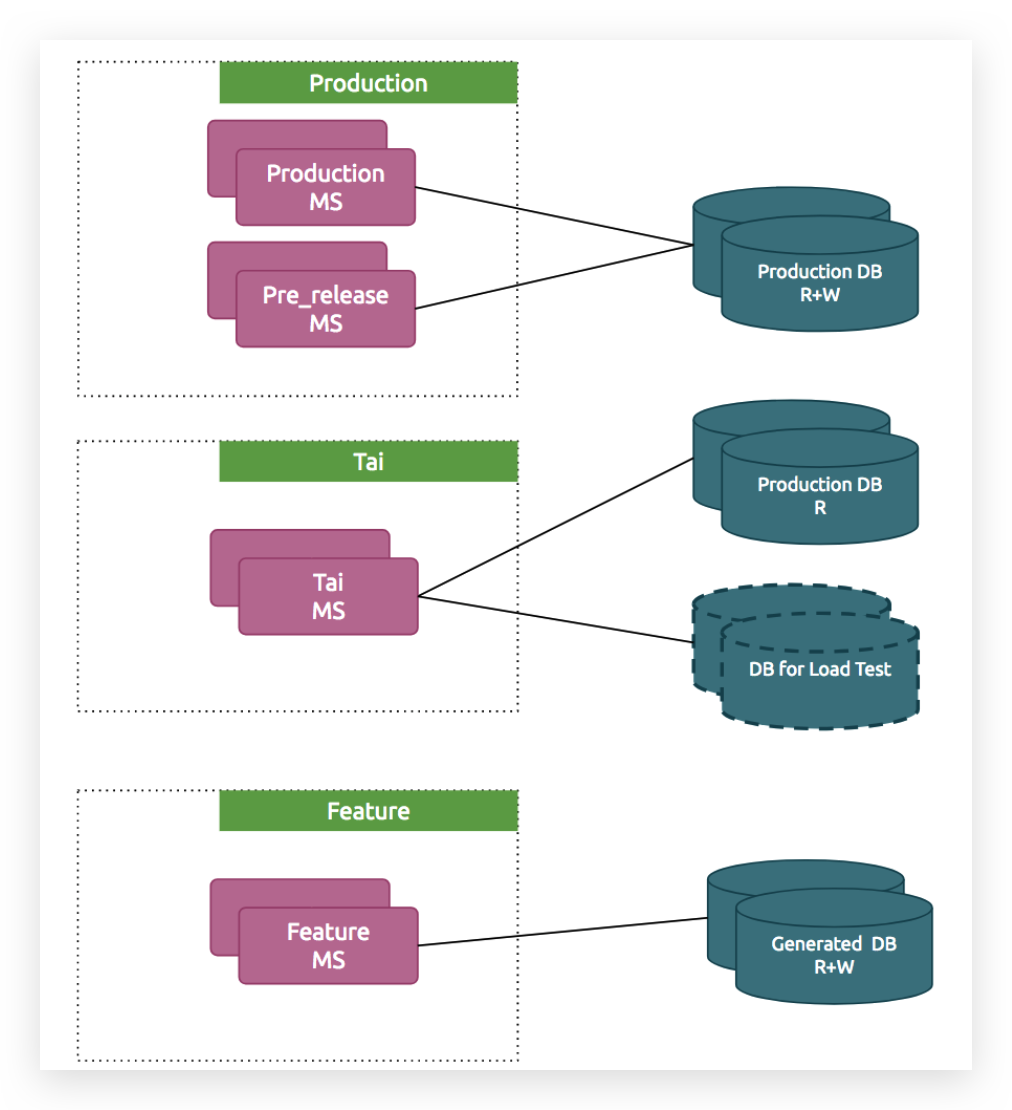 Production
Production
MS
Pre_release
MS
Production DB
R+W
Tai
Tai
MS
Production DB
R
DB for Load Test
Feature
Feature
MS
Generated DB
R+W